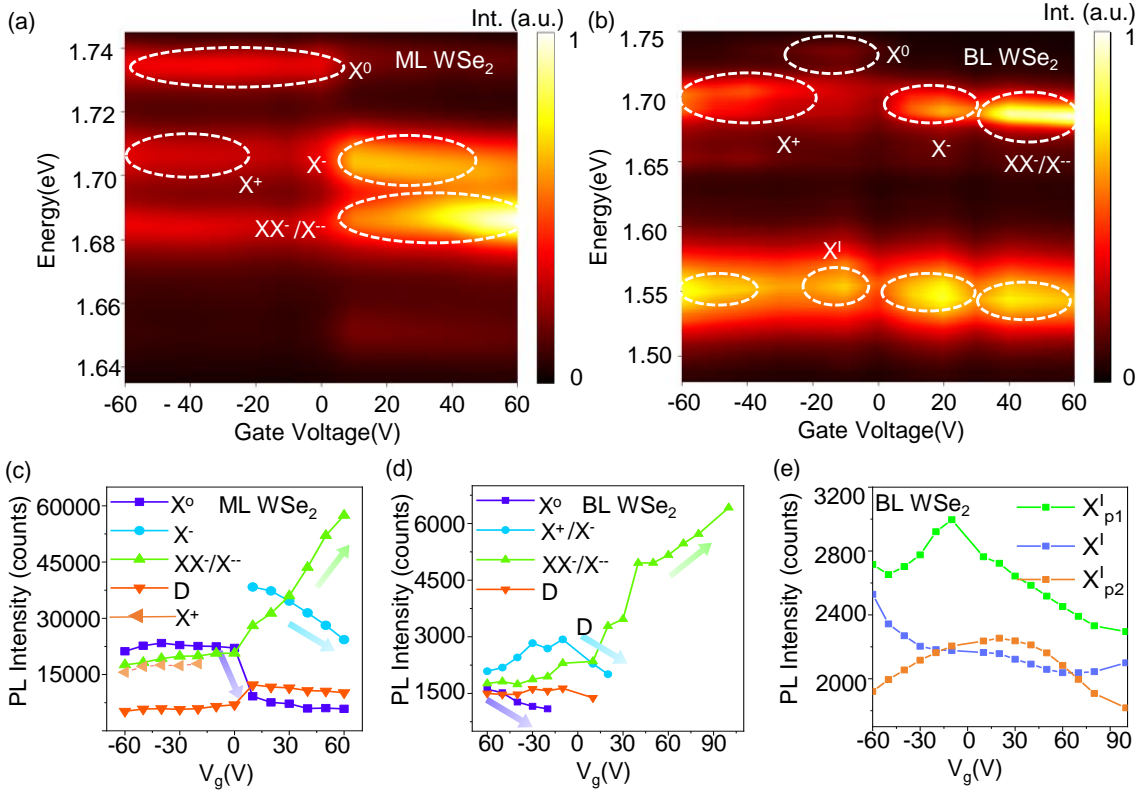 (a)
Int. (a.u.)
1
0
1.74
1.72
1.70
1.68
1.66
1.64
Energy(eV)
ML WSe₂
X⁰
X⁺
X⁻
XX⁻/X⁻⁻
-60
- 40
-20
0
20
40
60
Gate Voltage(V)
(b)
Int. (a.u.)
1
0
1.75
1.70
1.65
1.60
1.55
1.50
Energy(eV)
BL WSe₂
X⁰
X⁺
X⁻
XX⁻/X⁻⁻
Xᴵ
-60
-40
-20
0
20
40
60
Gate Voltage(V)
(c)
PL Intensity (counts)
60000
45000
30000
15000
0
X⁰
X⁻
XX⁻/X⁻⁻
D
X⁺
ML WSe₂
-60
-30
0
30
60
V_g(V)
(d)
PL Intensity (counts)
6000
4500
3000
1500
0
X⁰
X⁺/X⁻
XX⁻/X⁻⁻
D
BL WSe₂
D
-60
-30
0
30
60
90
V_g(V)
(e)
PL Intensity (counts)
3200
2800
2400
2000
BL WSe₂
Xᴵp1
Xᴵ
Xᴵp2
-60
-30
0
30
60
90
V_g(V)